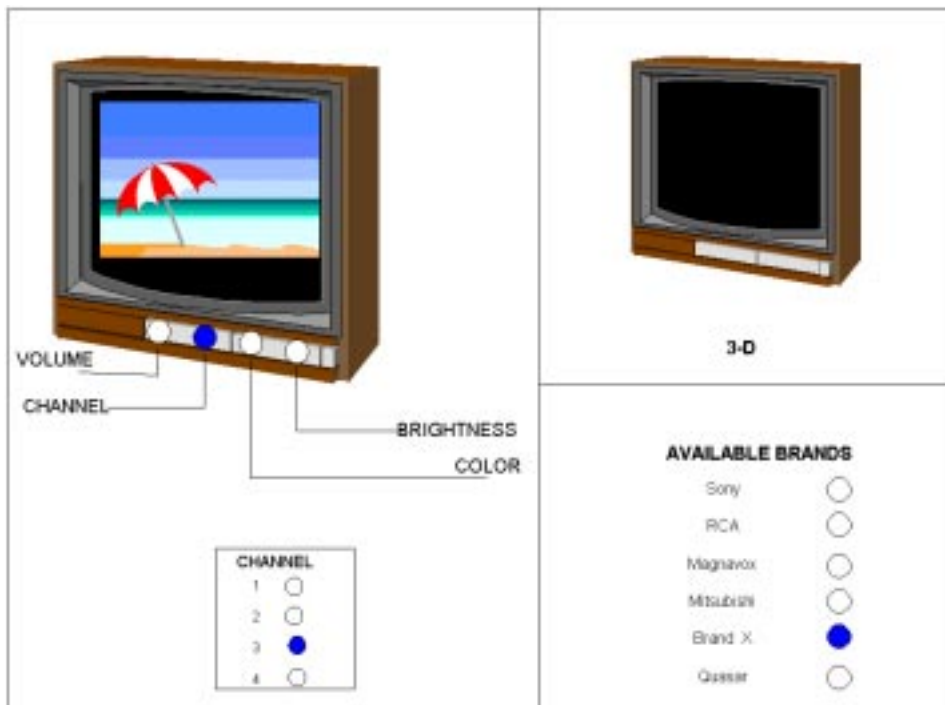 VOLUME
CHANNEL
BRIGHTNESS
COLOR
CHANNEL
1
2
3
4
3-D
AVAILABLE BRANDS
Sony
RCA
Magnavox
Mitsubishi
Brand X
Quasar